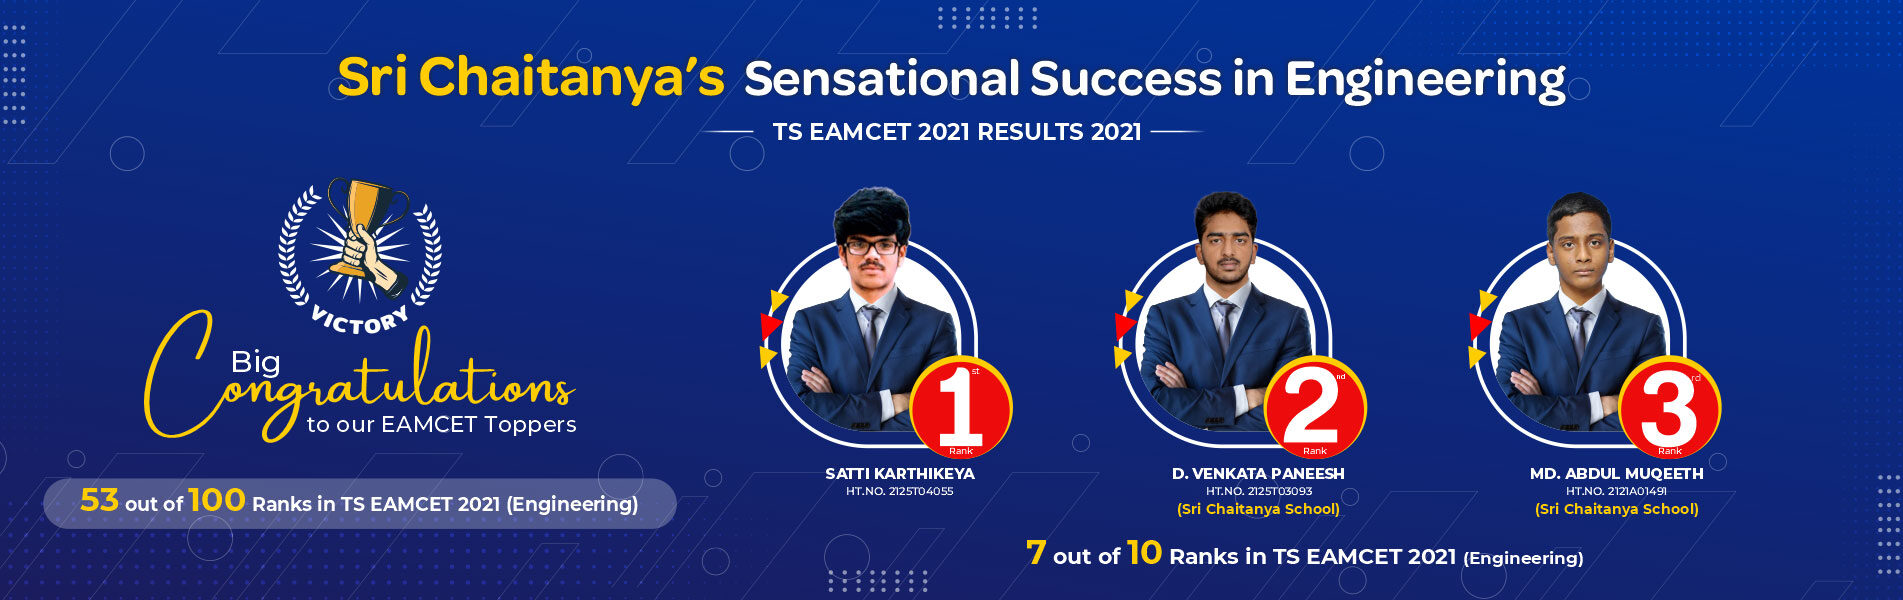 Sri Chaitanya's Sensational Success in Engineering
TS EAMCET 2021 RESULTS 2021
VICTORY
Big
Congratulations
to our EAMCET Toppers
53 out of 100 Ranks in TS EAMCET 2021 (Engineering)
1st
Rank
SATTI KARTHIKEYA
HT.NO. 2125T04055
2nd
Rank
D. VENKATA PANEESH
HT.NO. 2125T03093
(Sri Chaitanya School)
3rd
Rank
MD. ABDUL MUQEETH
HT.NO. 2121A01491
(Sri Chaitanya School)
7 out of 10 Ranks in TS EAMCET 2021 (Engineering)